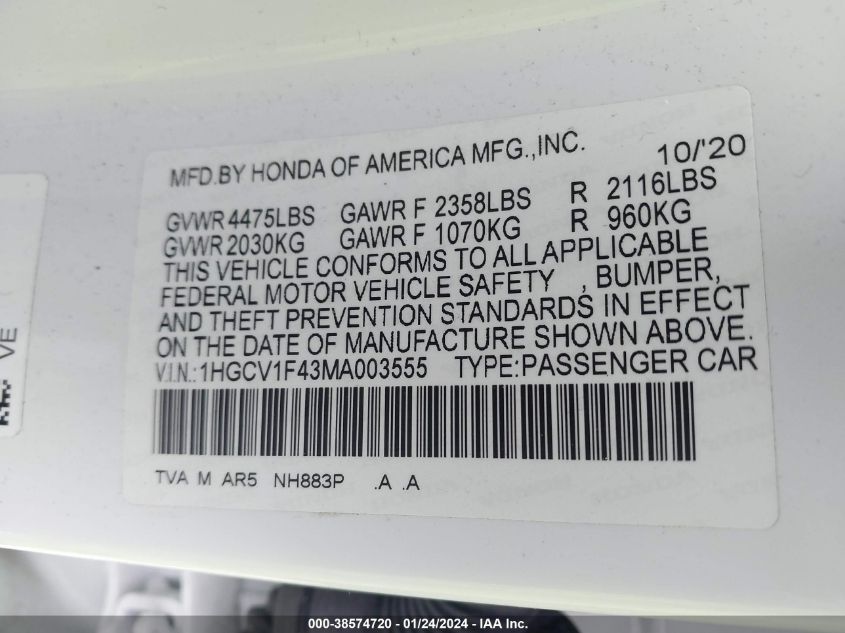 MFD.BY HONDA OF AMERICA MFG.,INC. 10/'20
GVWR 4475LBS GAWR F 2358LBS R 2116LBS
GVWR 2030KG GAWR F 1070KG R 960KG
THIS VEHICLE CONFORMS TO ALL APPLICABLE
FEDERAL MOTOR VEHICLE SAFETY , BUMPER,
AND THEFT PREVENTION STANDARDS IN EFFECT
ON THE DATE OF MANUFACTURE SHOWN ABOVE.
V.I.N.:1HGCV1F43MA003555 TYPE:PASSENGER CAR
TVA M AR5 NH883P .A .A
VE
000-38574720 - 01/24/2024 - IAA Inc.